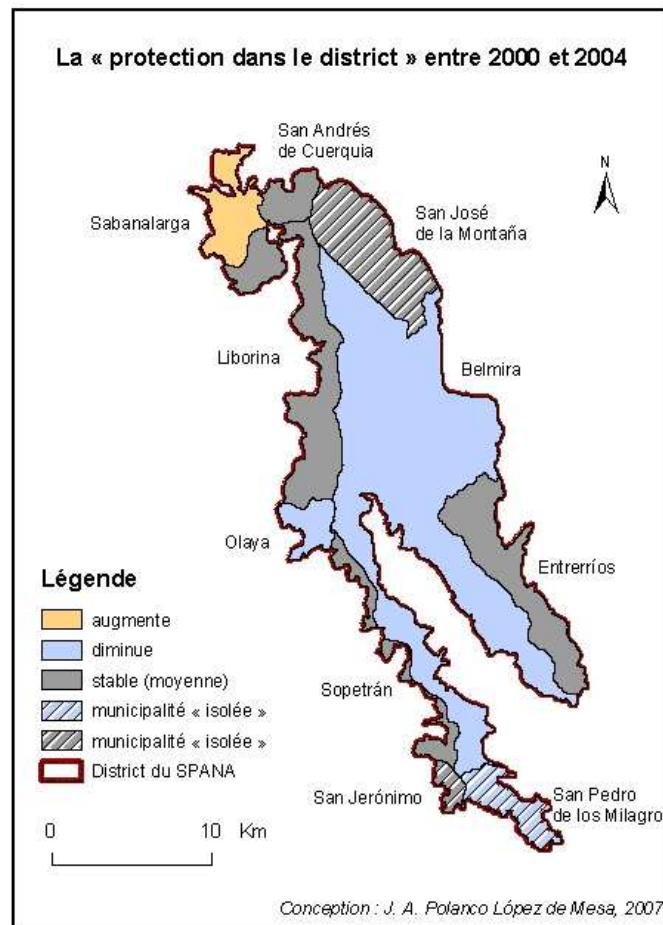 La « protection dans le district » entre 2000 et 2004
San Andrés
de Cuerquia
N
Sabanalarga
San José
de la Montaña
Liborina
Belmira
Olaya
Entrerríos
Légende
augmente
diminue
stable (moyenne)
municipalité « isolée »
municipalité « isolée »
District du SPANA
Sopetrán
San Jerónimo
San Pedro
de los Milagro
0 10 Km
Conception : J. A. Polanco López de Mesa, 2007